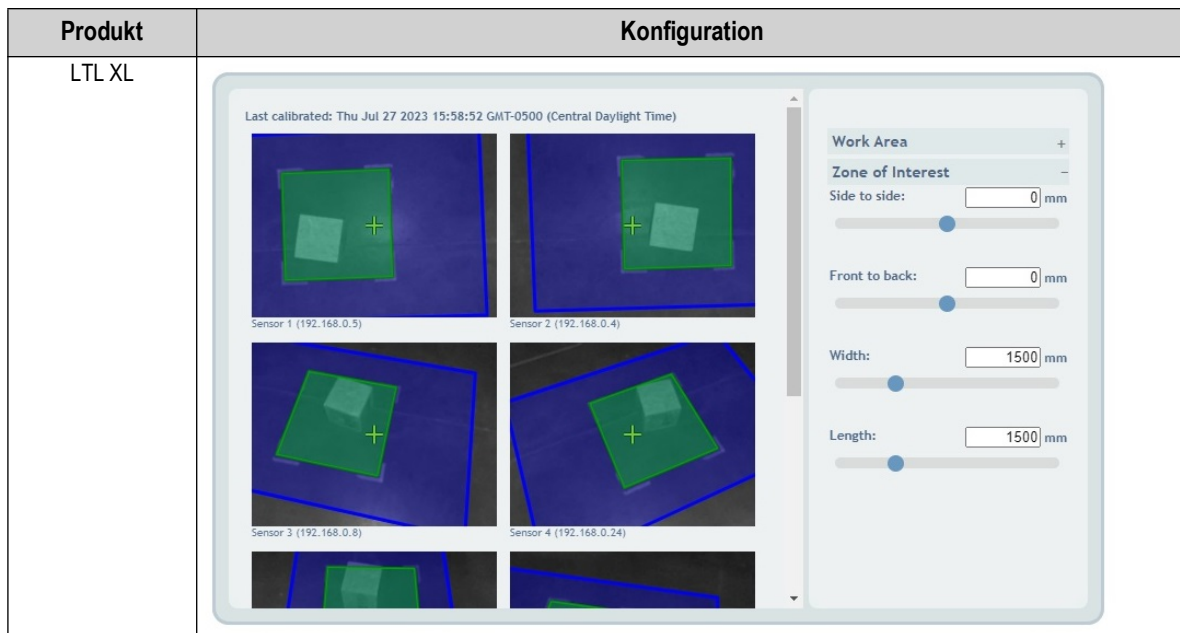 Produkt
Konfiguration
LTL XL
Last calibrated: Thu Jul 27 2023 15:58:52 GMT-0500 (Central Daylight Time)
Sensor 1 (192.168.0.5)
Sensor 2 (192.168.0.4)
Sensor 3 (192.168.0.8)
Sensor 4 (192.168.0.24)
Work Area +
Zone of Interest −
Side to side: 0 mm
Front to back: 0 mm
Width: 1500 mm
Length: 1500 mm